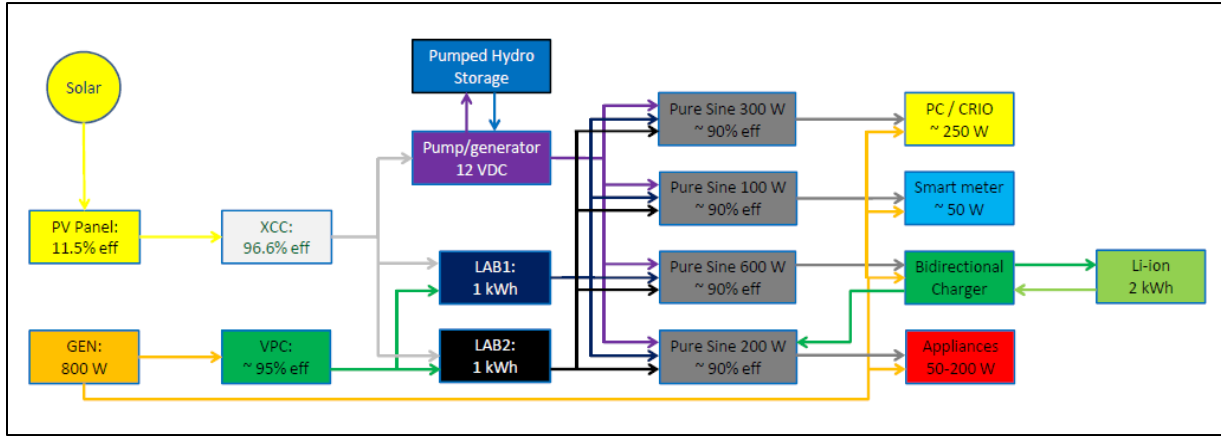 Solar
Pumped Hydro
Storage
Pump/generator
12 VDC
Pure Sine 300 W
~ 90% eff
PC / CRIO
~ 250 W
Pure Sine 100 W
~ 90% eff
Smart meter
~ 50 W
PV Panel:
11.5% eff
XCC:
96.6% eff
LAB1:
1 kWh
Pure Sine 600 W
~ 90% eff
Bidirectional
Charger
Li-ion
2 kWh
GEN:
800 W
VPC:
~ 95% eff
LAB2:
1 kWh
Pure Sine 200 W
~ 90% eff
Appliances
50-200 W